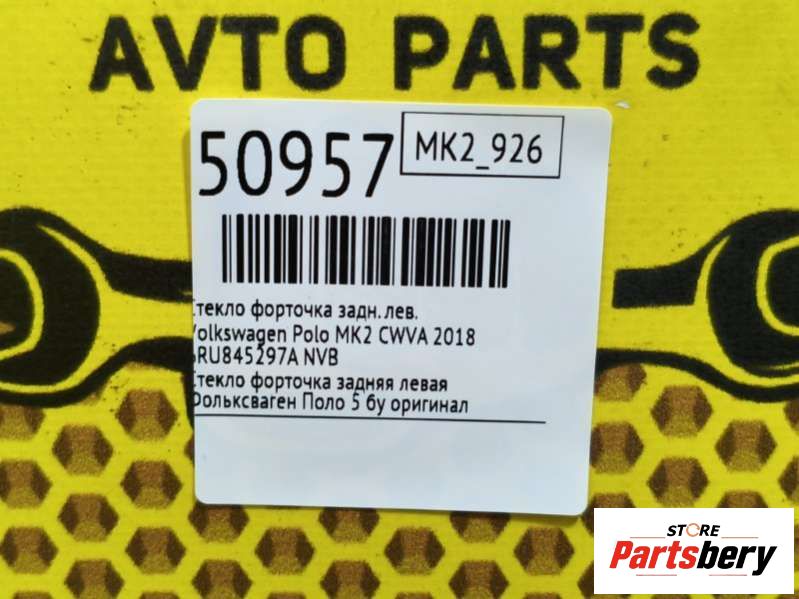 AVTO PARTS
50957
MK2_926
Стекло форточка задн. лев.
Volkswagen Polo MK2 CWVA 2018
6RU845297A NVB
Стекло форточка задняя левая
Фольксваген Поло 5 бу оригинал
STORE
Partsbery